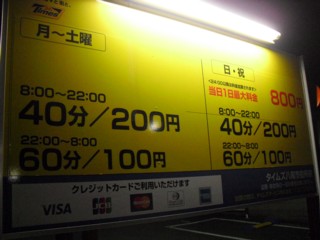 Times
月～土曜
8:00～22:00
40分／200円
22:00～8:00
60分／100円
日・祝
当日1日最大料金 800円
8:00～22:00
40分／200円
22:00～8:00
60分／100円
クレジットカードご利用いただけます
VISA
JCB
MasterCard